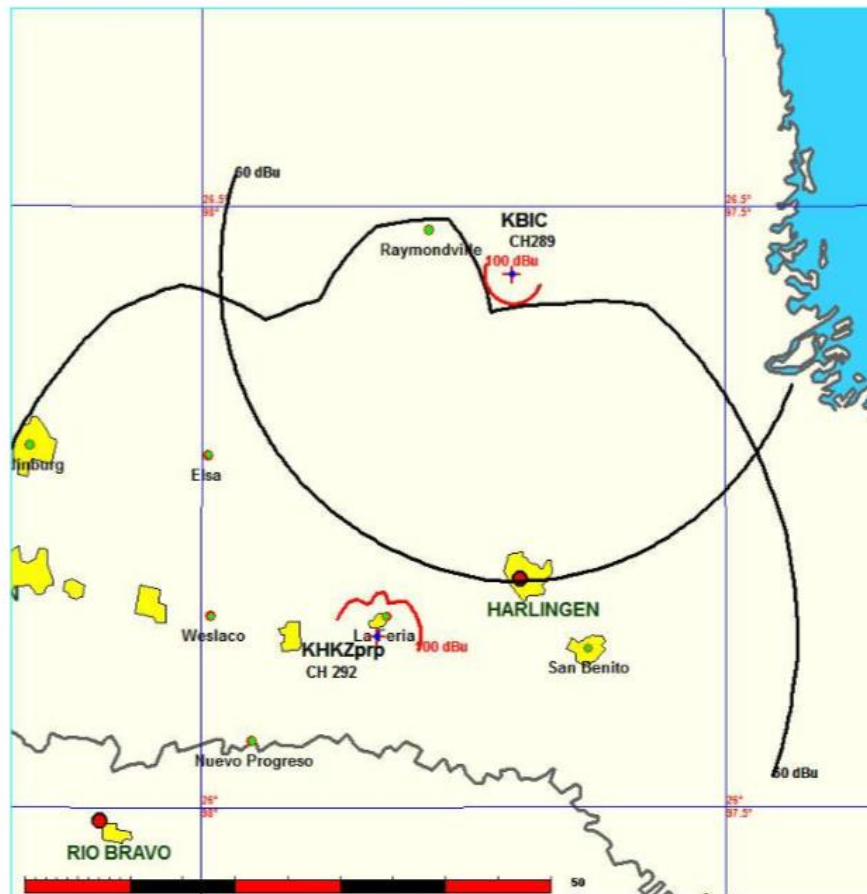 60 dBu
26.5°
98°
26.5°
97.5°
KBIC
CH289
Raymondville
100 dBu
Elsa
HARLINGEN
Weslaco
La Feria
100 dBu
KHKZprp
CH 292
San Benito
Nuevo Progreso
60 dBu
26°
98°
26°
97.5°
RIO BRAVO
50